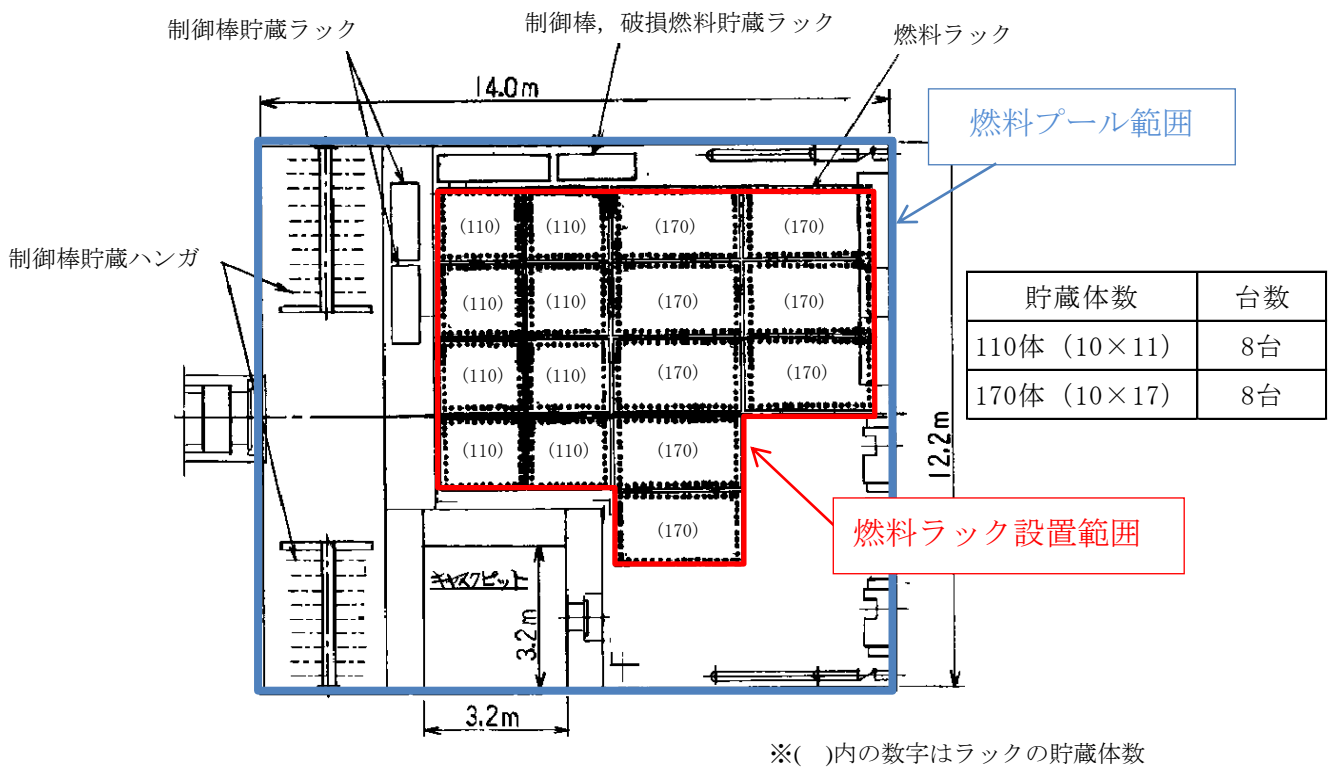 制御棒貯蔵ラック
制御棒，破損燃料貯蔵ラック
燃料ラック
14.0m
燃料プール範囲
(110) (110) (170) (170)
制御棒貯蔵ハンガ
(110) (110) (170) (170)
(110) (110) (170) (170)
(110) (110) (170)
(170)
貯蔵体数 台数
110体（10×11） 8台
170体（10×17） 8台
12.2m
燃料ラック設置範囲
キャスクピット
3.2m
3.2m
※(　)内の数字はラックの貯蔵体数